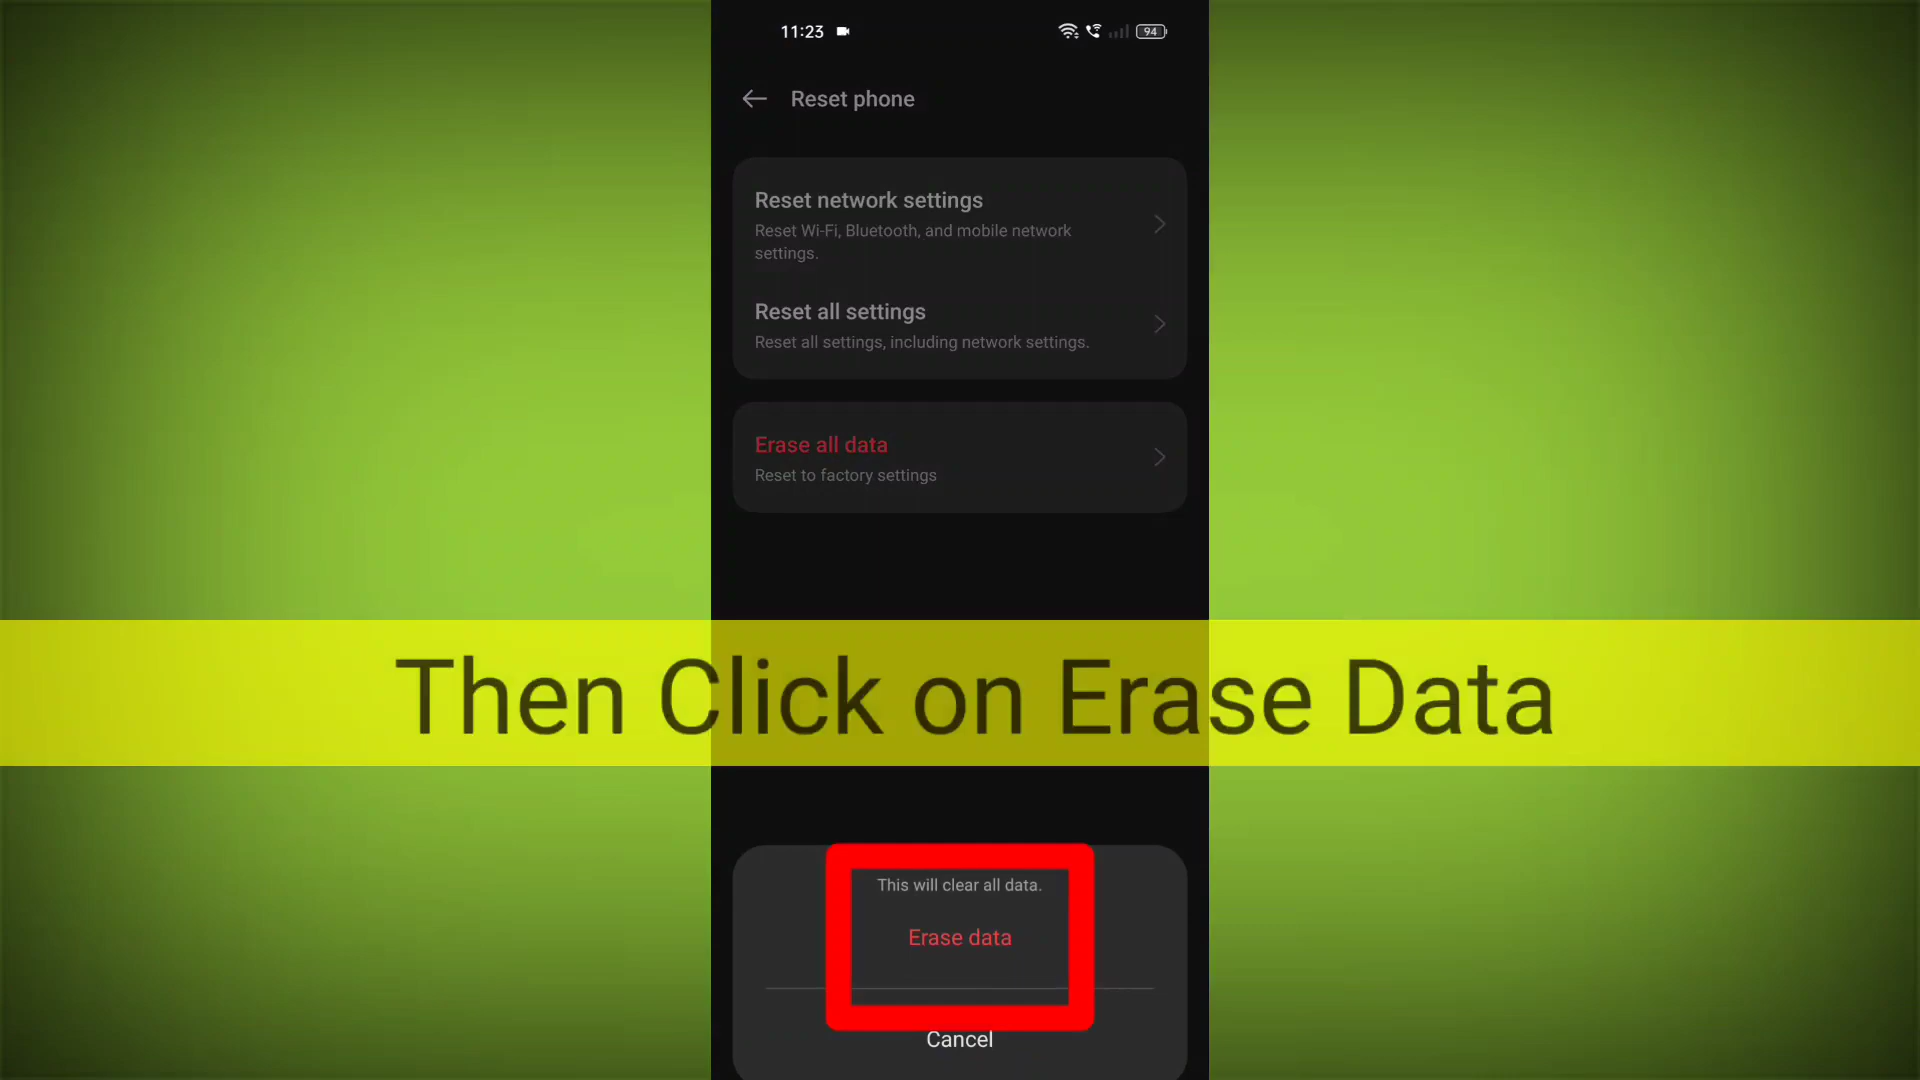 11:23
94
Reset phone
Reset network settings
Reset Wi-Fi, Bluetooth, and mobile network
settings.
Reset all settings
Reset all settings, including network settings.
Erase all data
Reset to factory settings
Then Click on Erase Data
This will clear all data.
Erase data
Cancel